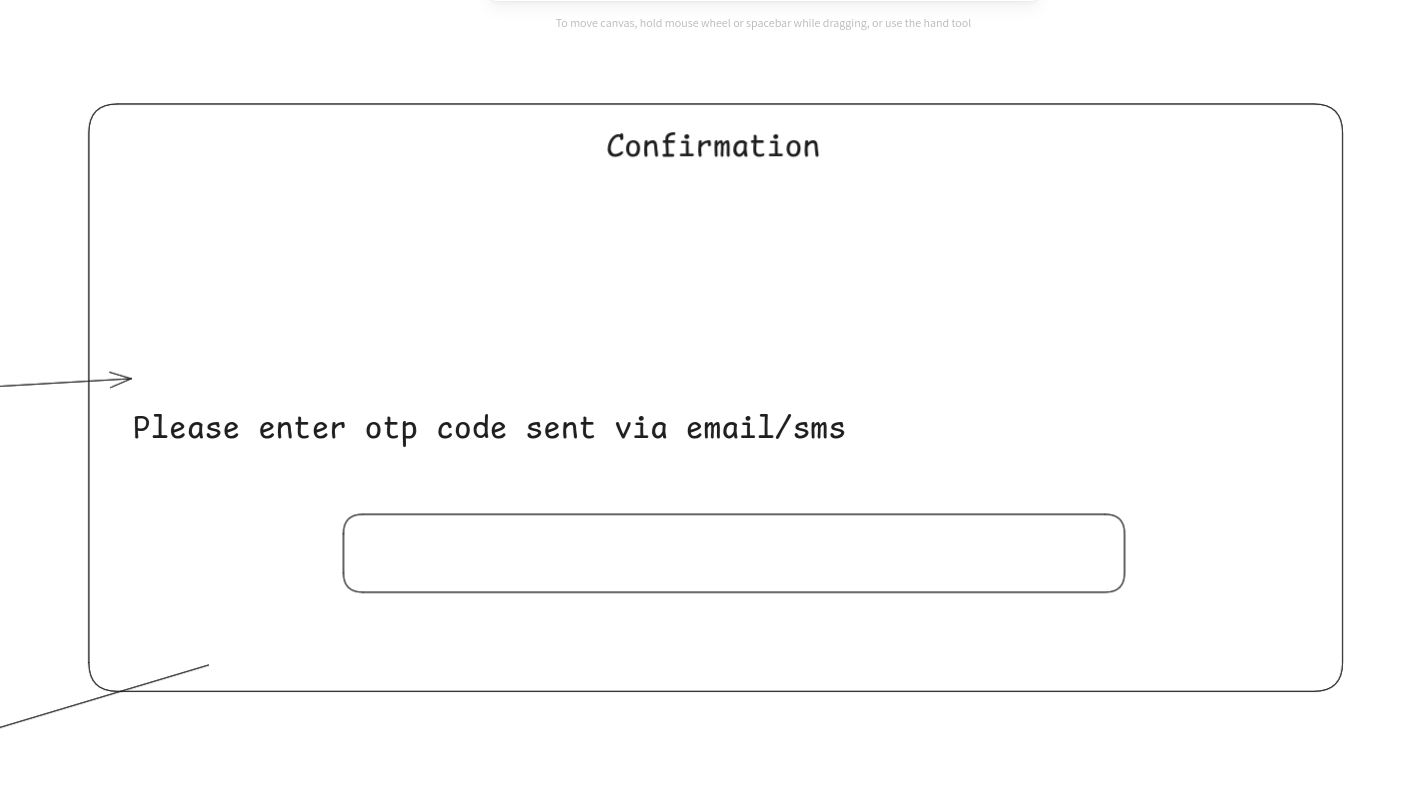 To move canvas, hold mouse wheel or spacebar while dragging, or use the hand tool
Confirmation
Please enter otp code sent via email/sms